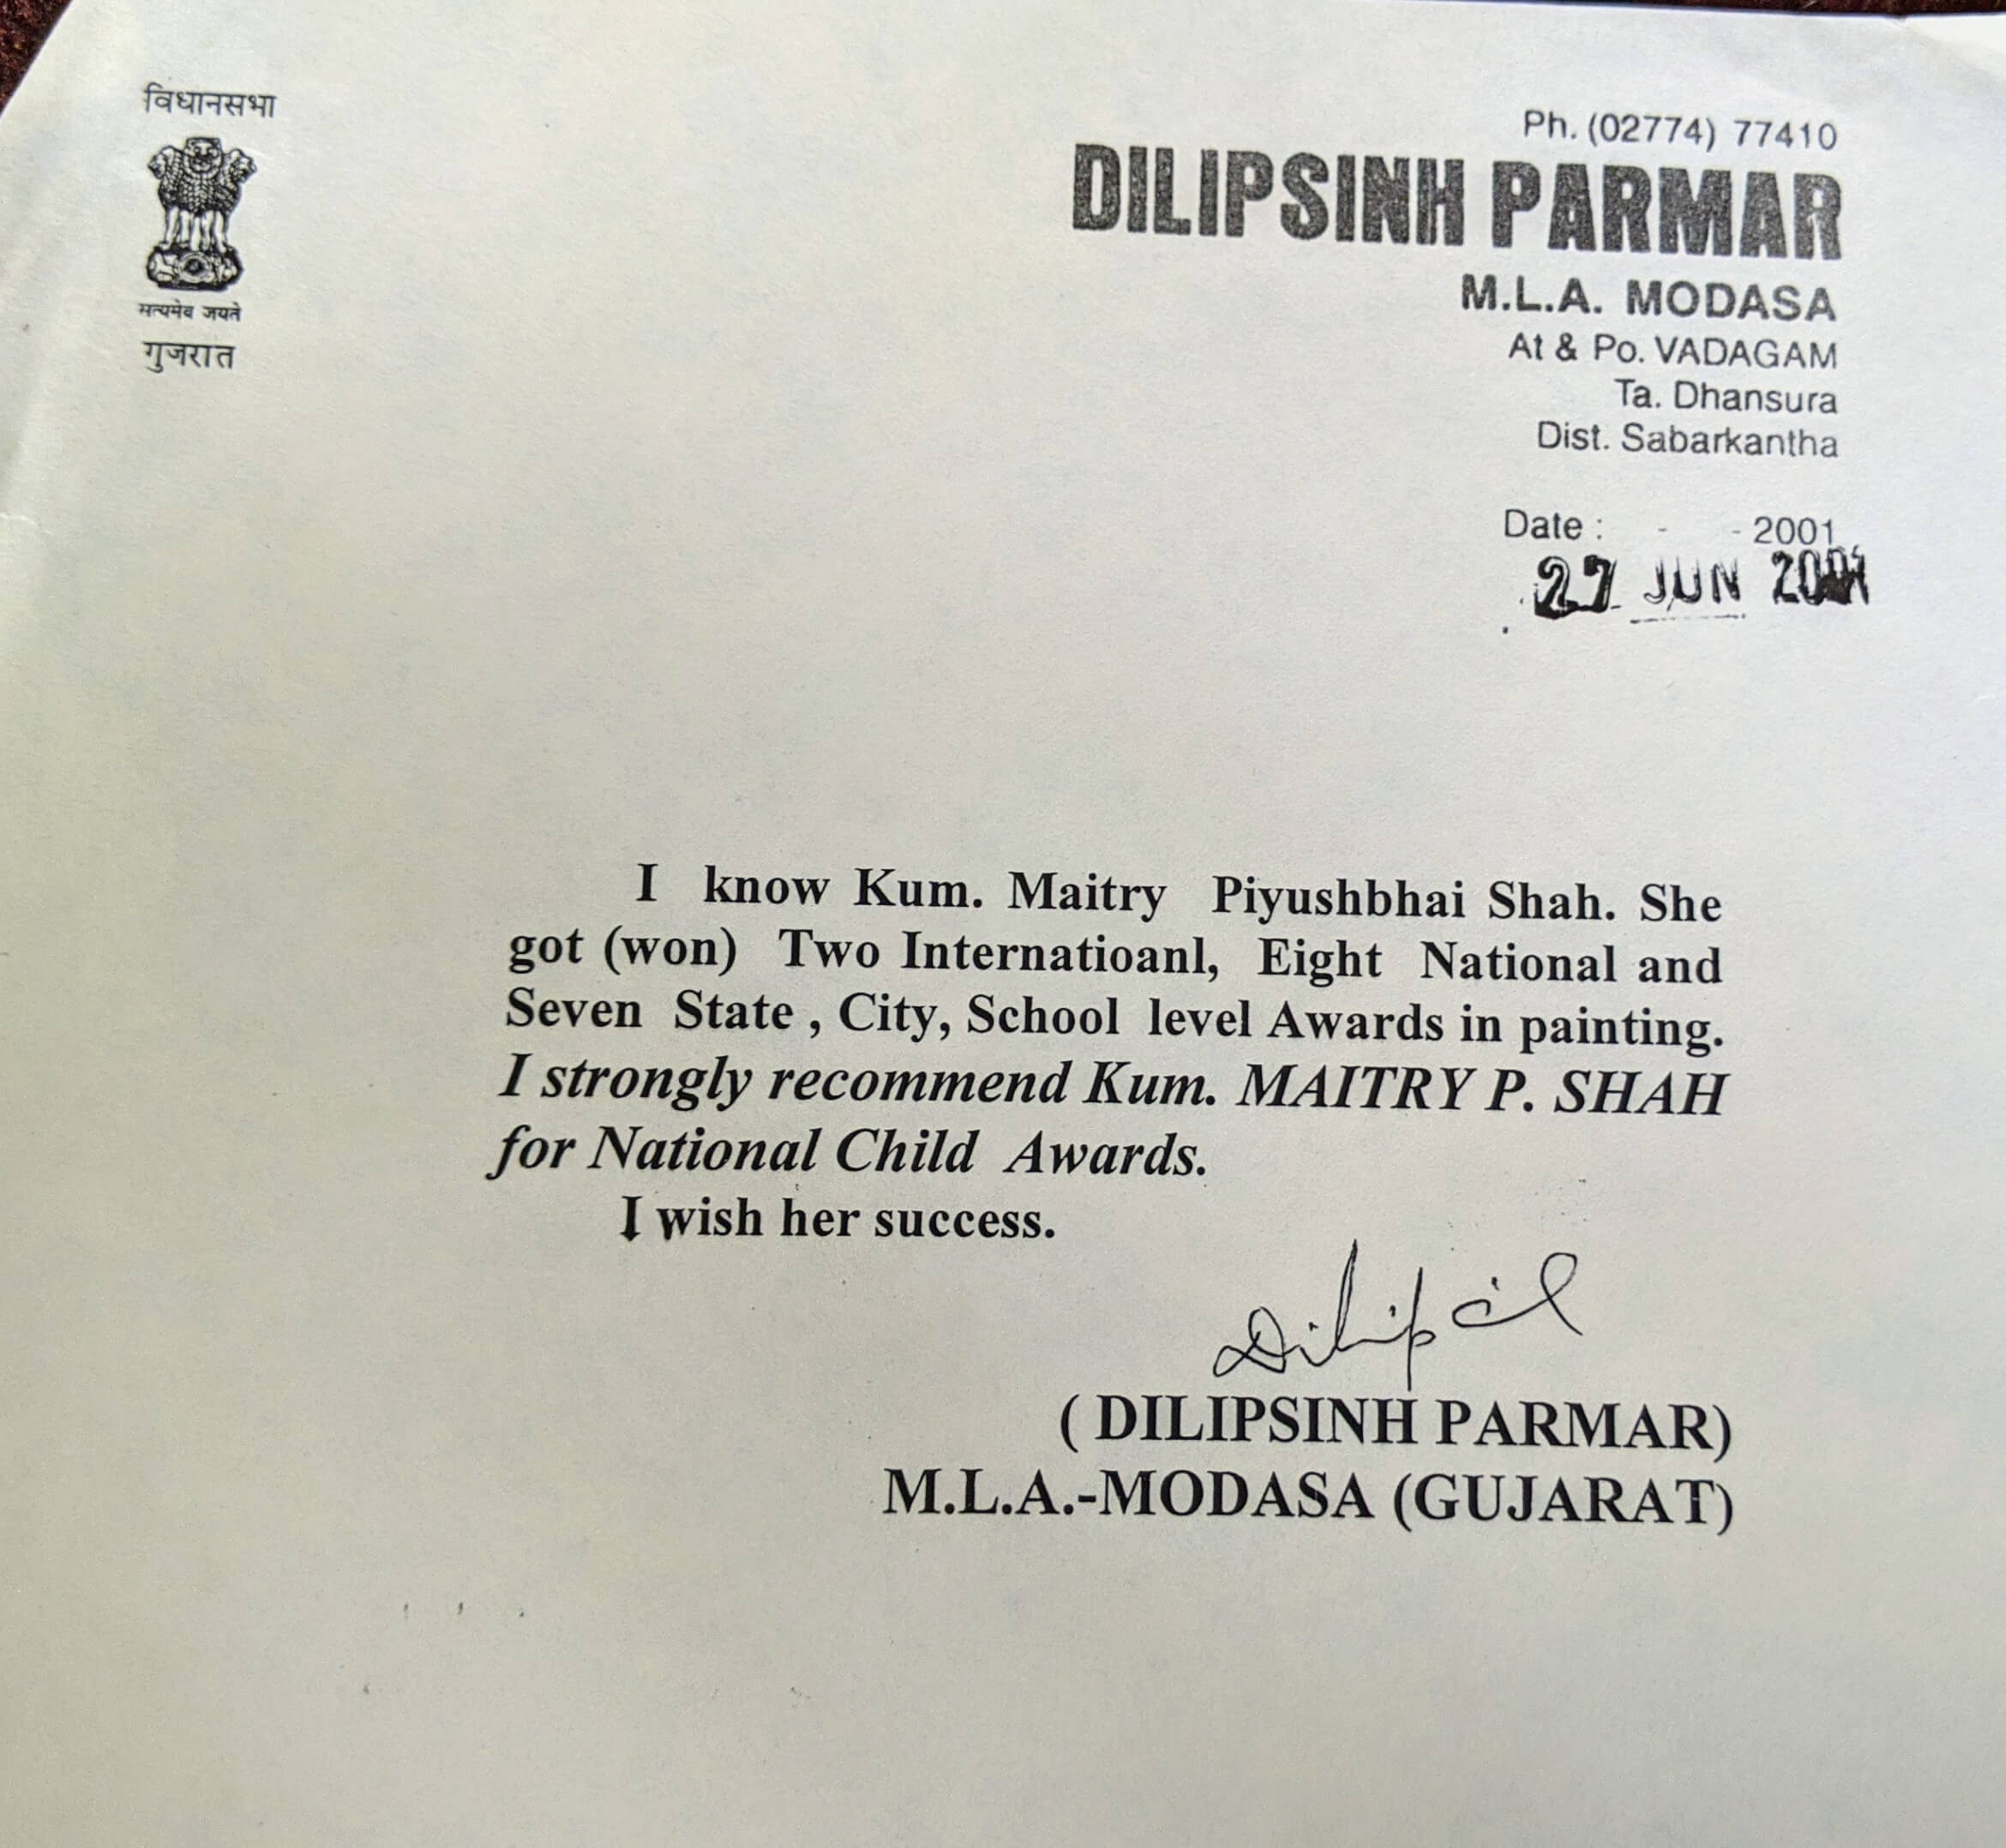 विधानसभा
सत्यमेव जयते
गुजरात
Ph. (02774) 77410
DILIPSINH PARMAR
M.L.A. MODASA
At & Po. VADAGAM
Ta. Dhansura
Dist. Sabarkantha
Date : - - 2001
27 JUN 2001
I know Kum. Maitry Piyushbhai Shah. She
got (won) Two Internatioanl, Eight National and
Seven State , City, School level Awards in painting.
I strongly recommend Kum. MAITRY P. SHAH
for National Child Awards.
I wish her success.
( DILIPSINH PARMAR)
M.L.A.-MODASA (GUJARAT)